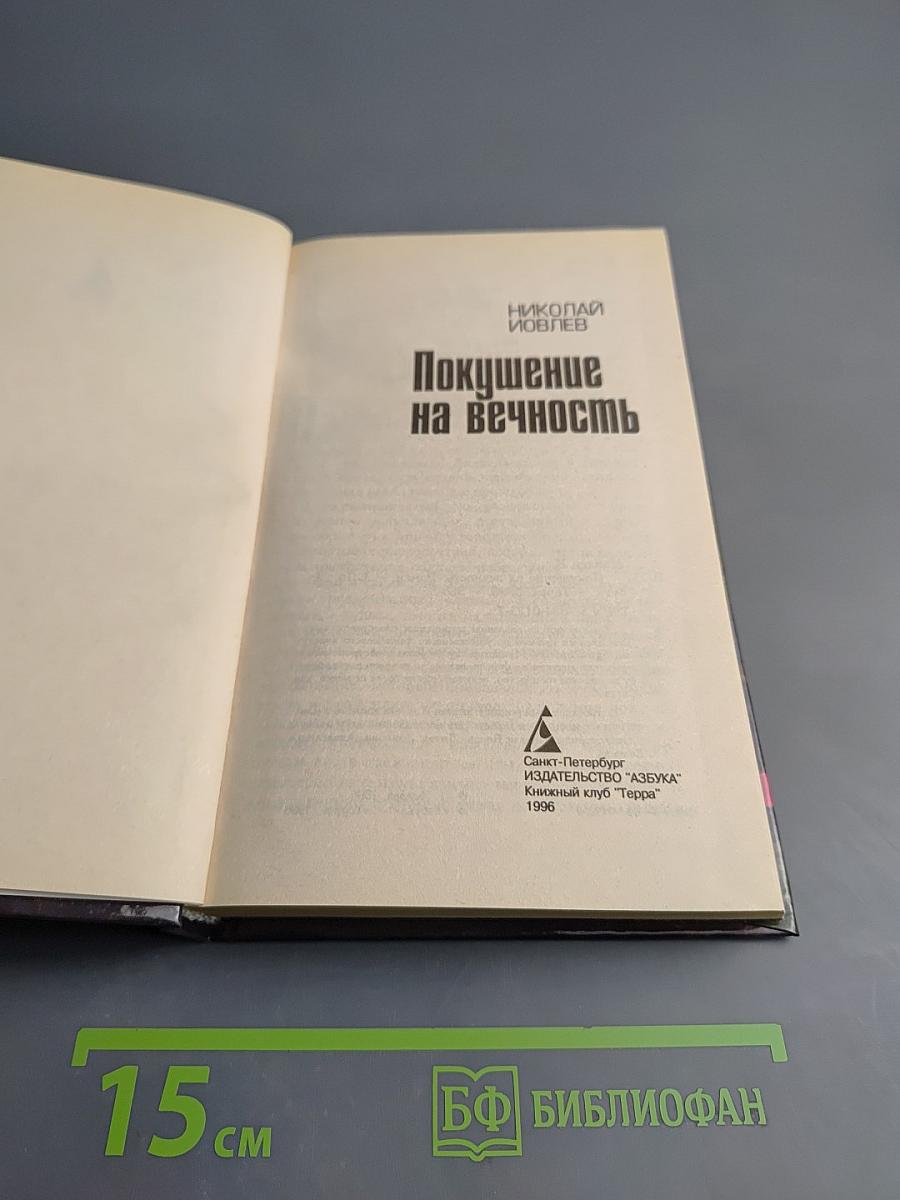 НИКОЛАЙ
ИОВЛЕВ
Покушение
на вечность
Санкт-Петербург
ИЗДАТЕЛЬСТВО "АЗБУКА"
Книжный клуб "Терра"
1996
15 см
БФ БИБЛИОФАН